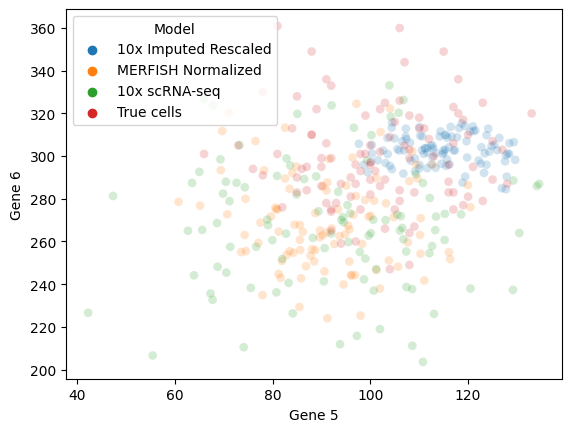 Model
10x Imputed Rescaled
MERFISH Normalized
10x scRNA-seq
True cells
360
340
320
300
280
260
240
220
200
Gene 6
40
60
80
100
120
Gene 5